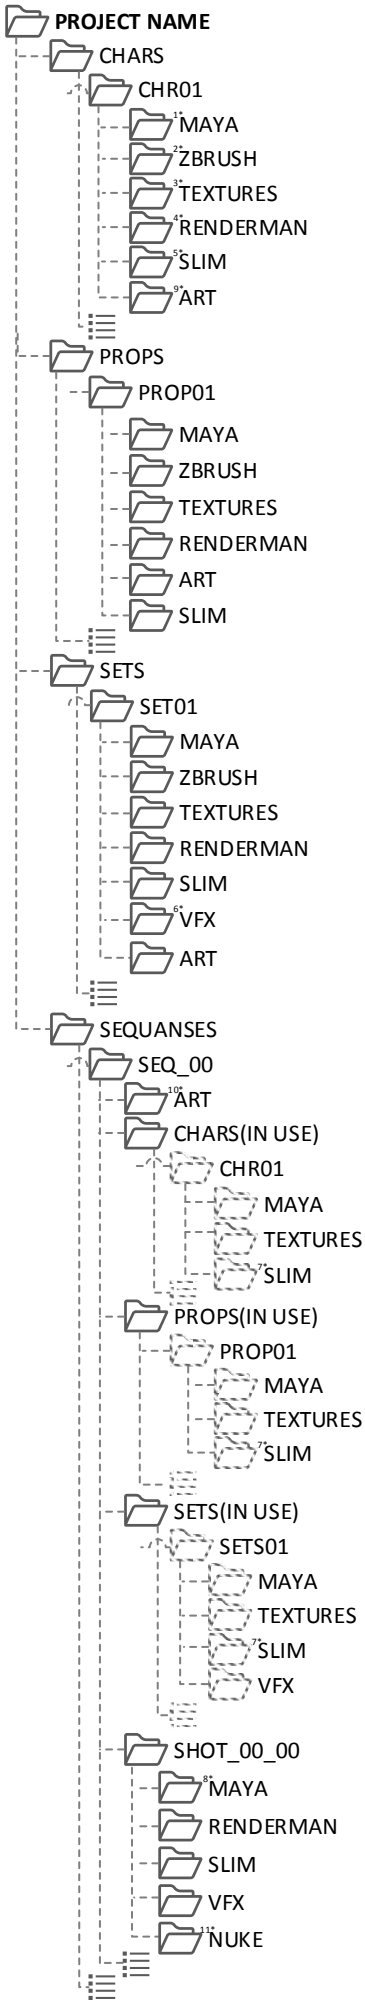 PROJECT NAME
CHARS
CHR01
1*MAYA
2*ZBRUSH
3*TEXTURES
4*RENDERMAN
5*SLIM
9*ART
PROPS
PROP01
MAYA
ZBRUSH
TEXTURES
RENDERMAN
ART
SLIM
SETS
SET01
MAYA
ZBRUSH
TEXTURES
RENDERMAN
SLIM
6*VFX
ART
SEQUANSES
SEQ_00
10*ART
CHARS(IN USE)
CHR01
MAYA
TEXTURES
7*SLIM
PROPS(IN USE)
PROP01
MAYA
TEXTURES
7*SLIM
SETS(IN USE)
SETS01
MAYA
TEXTURES
7*SLIM
VFX
SHOT_00_00
8*MAYA
RENDERMAN
SLIM
VFX
11*NUKE